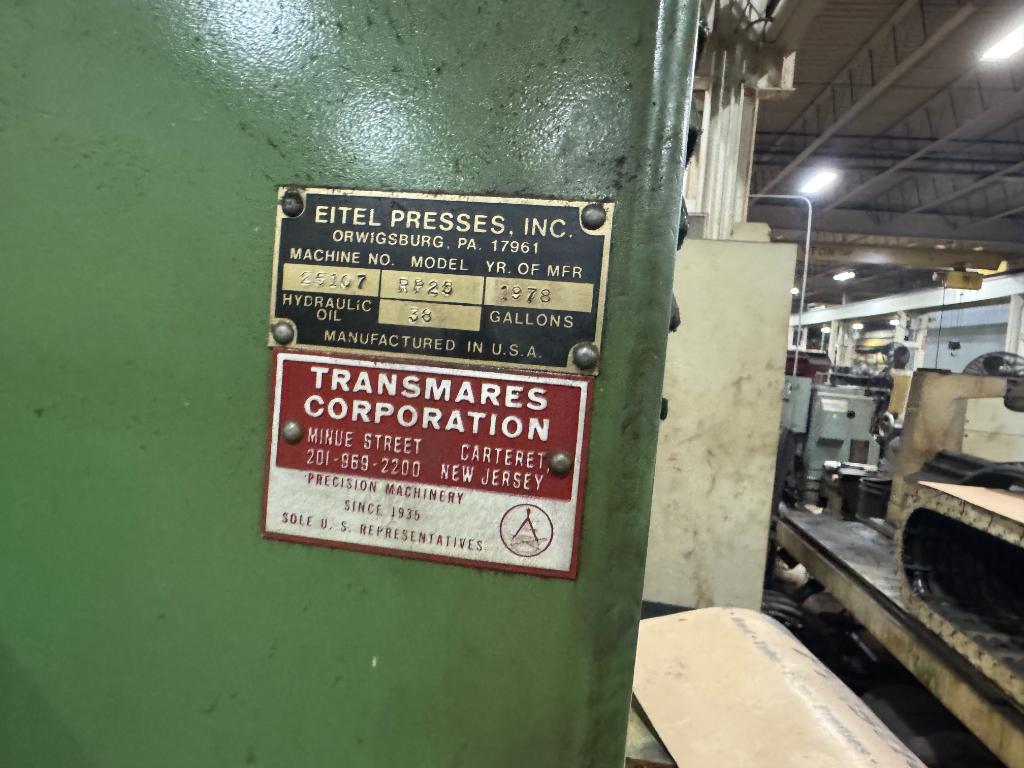 EITEL PRESSES, INC.
ORWIGSBURG, PA. 17961
MACHINE NO. MODEL YR. OF MFR
25107 RP25 1978
HYDRAULIC OIL 38 GALLONS
MANUFACTURED IN U.S.A.
TRANSMARES
CORPORATION
MINUE STREET CARTERET,
201-969-2200 NEW JERSEY
PRECISION MACHINERY
SINCE 1935
SOLE U. S. REPRESENTATIVES